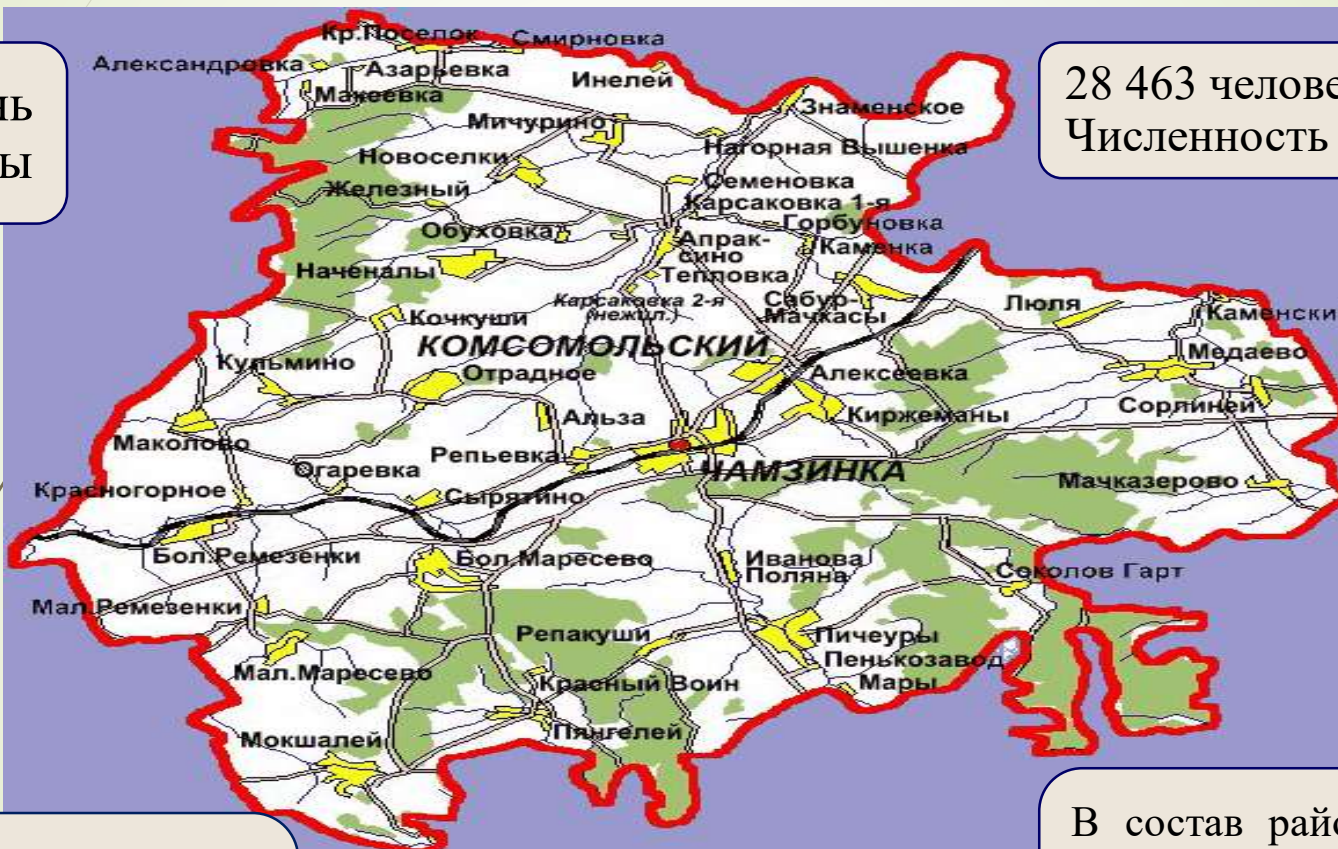 Кр.Поселок
Смирновка
Александровка
Азарьевка
Инелей
Макеевка
Знаменское
Мичурино
Нагорная Вышенка
Новоселки
Железный
Семеновка
Карсаковка 1-я
Горбуновка
Обуховка
Апрак-
сино
Каменка
Тепловка
Наченалы
Карсаковка 2-я
(нежил.)
Сабур-
Мачкасы
Люля
Каменски
Кочкуши
КОМСОМОЛЬСКИЙ
Медаево
Кульмино
Отрадное
Алексеевка
Сорлиней
Альза
Киржеманы
Маколово
Репьевка
ЧАМЗИНКА
Огаревка
Мачказерово
Красногорное
Сырятино
Бол.Ремезенки
Бол.Маресево
Иванова
Поляна
Соколов Гарт
Мал.Ремезенки
Репакуши
Пичеуры
Пенькозавод
Мал.Маресево
Красный Воин
Мары
Мокшалей
Пянгелей
ь
ы
28 463 челове
Численность
В состав райо